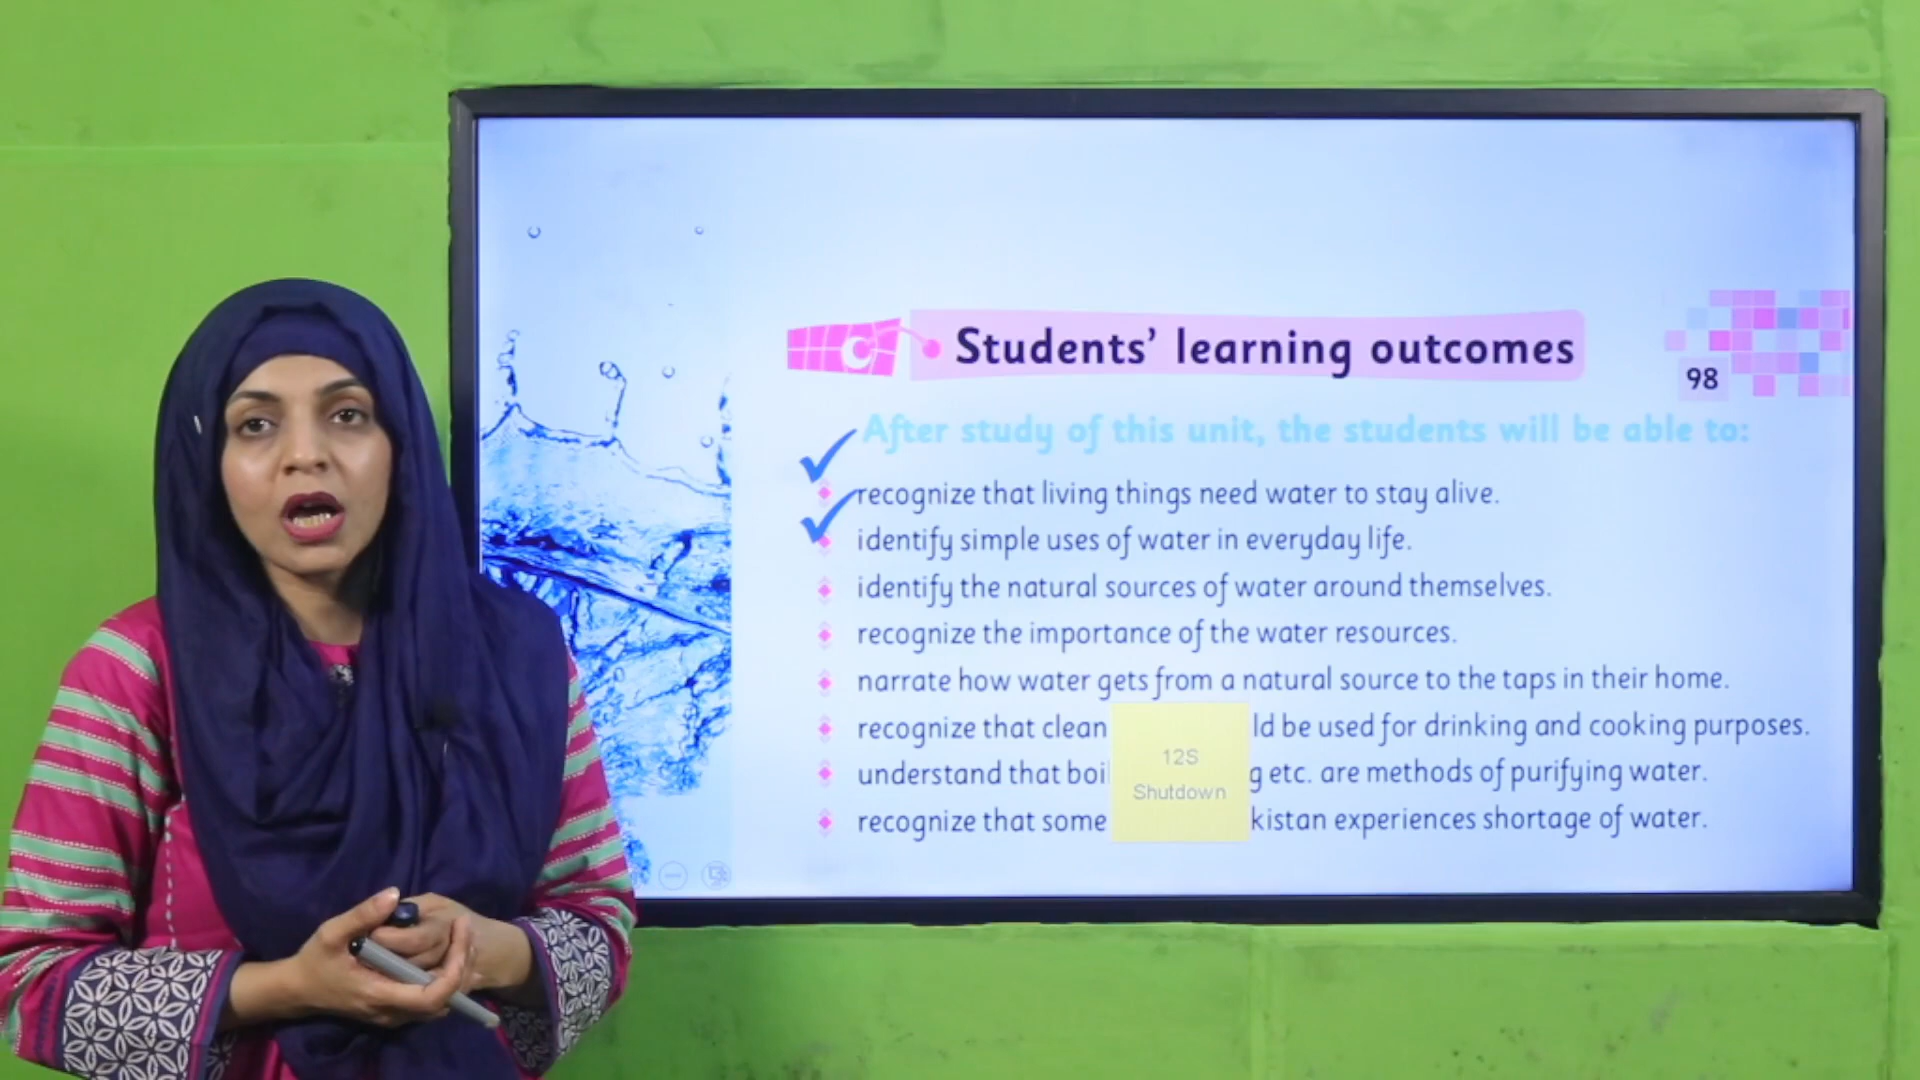 Students' learning outcomes
98
After study of this unit, the students will be able to:
recognize that living things need water to stay alive.
identify simple uses of water in everyday life.
identify the natural sources of water around themselves.
recognize the importance of the water resources.
narrate how water gets from a natural source to the taps in their home.
recognize that clean be used for drinking and cooking purposes.
understand that etc. are methods of purifying water.
recognize that some experiences shortage of water.
12S
Shutdown